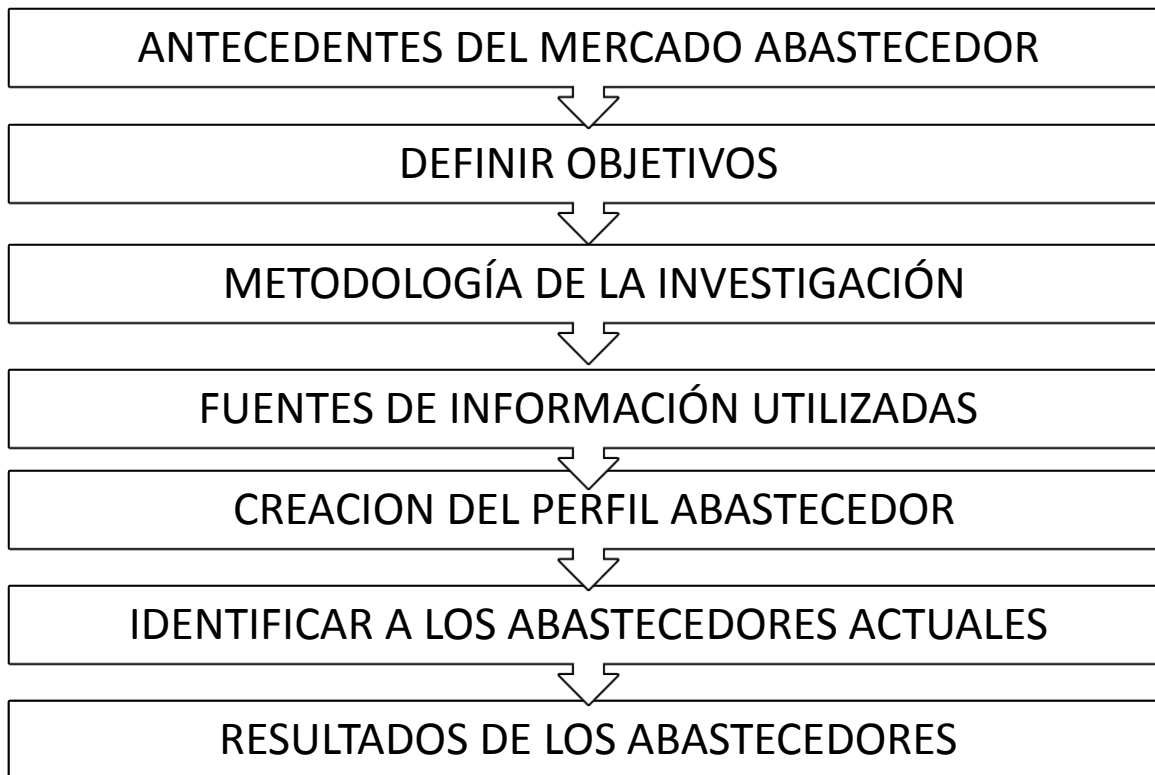 ANTECEDENTES DEL MERCADO ABASTECEDOR
DEFINIR OBJETIVOS
METODOLOGÍA DE LA INVESTIGACIÓN
FUENTES DE INFORMACIÓN UTILIZADAS
CREACION DEL PERFIL ABASTECEDOR
IDENTIFICAR A LOS ABASTECEDORES ACTUALES
RESULTADOS DE LOS ABASTECEDORES